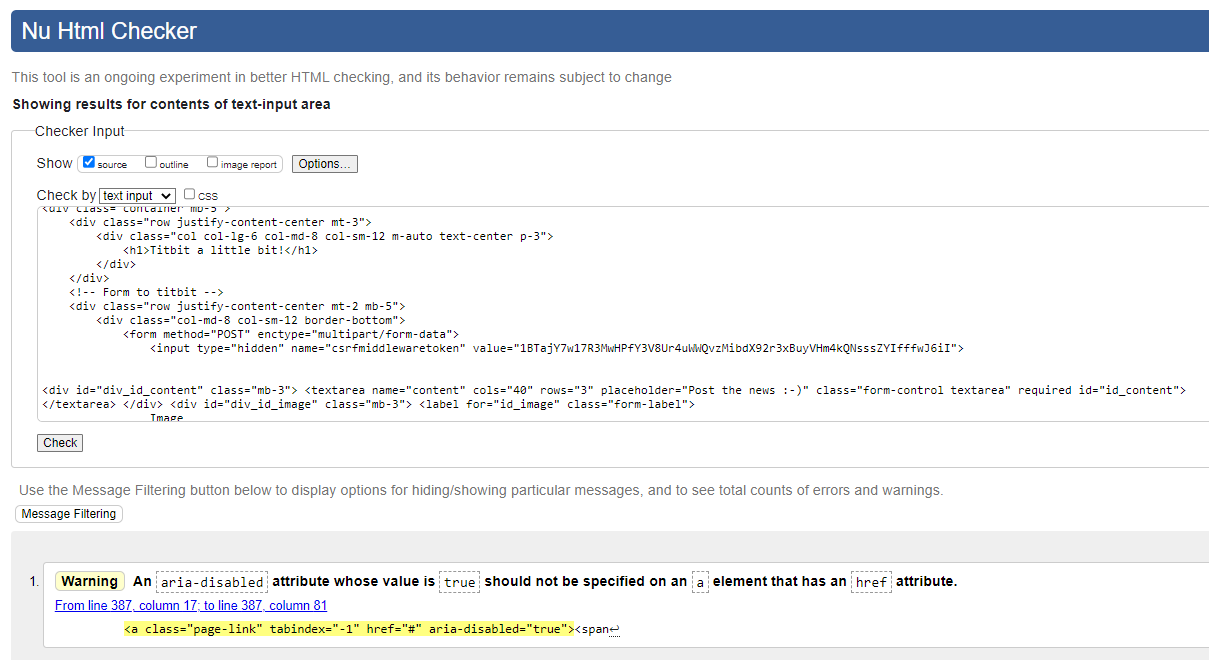 Nu Html Checker
This tool is an ongoing experiment in better HTML checking, and its behavior remains subject to change
Showing results for contents of text-input area
Checker Input
Show source outline image report Options...
Check by text input css
<div class="container mb-5">
<div class="row justify-content-center mt-3">
<div class="col col-lg-6 col-md-8 col-sm-12 m-auto text-center p-3">
<h1>Titbit a little bit!</h1>
</div>
</div>
<!-- Form to titbit -->
<div class="row justify-content-center mt-2 mb-5">
<div class="col-md-8 col-sm-12 border-bottom">
<form method="POST" enctype="multipart/form-data">
<input type="hidden" name="csrfmiddlewaretoken" value="1BTajY7w17R3MwHPfY3V8Ur4uWWQvzMibdX92r3xBuyVHm4kQNsssZYIfffwJ6iI">
<div id="div_id_content" class="mb-3"> <textarea name="content" cols="40" rows="3" placeholder="Post the news :-)" class="form-control textarea" required id="id_content">
</textarea> </div> <div id="div_id_image" class="mb-3"> <label for="id_image" class="form-label">
Image
Check
Use the Message Filtering button below to display options for hiding/showing particular messages, and to see total counts of errors and warnings.
Message Filtering
1. Warning An aria-disabled attribute whose value is true should not be specified on an a element that has an href attribute.
From line 387, column 17; to line 387, column 81
<a class="page-link" tabindex="-1" href="#" aria-disabled="true"><span↩